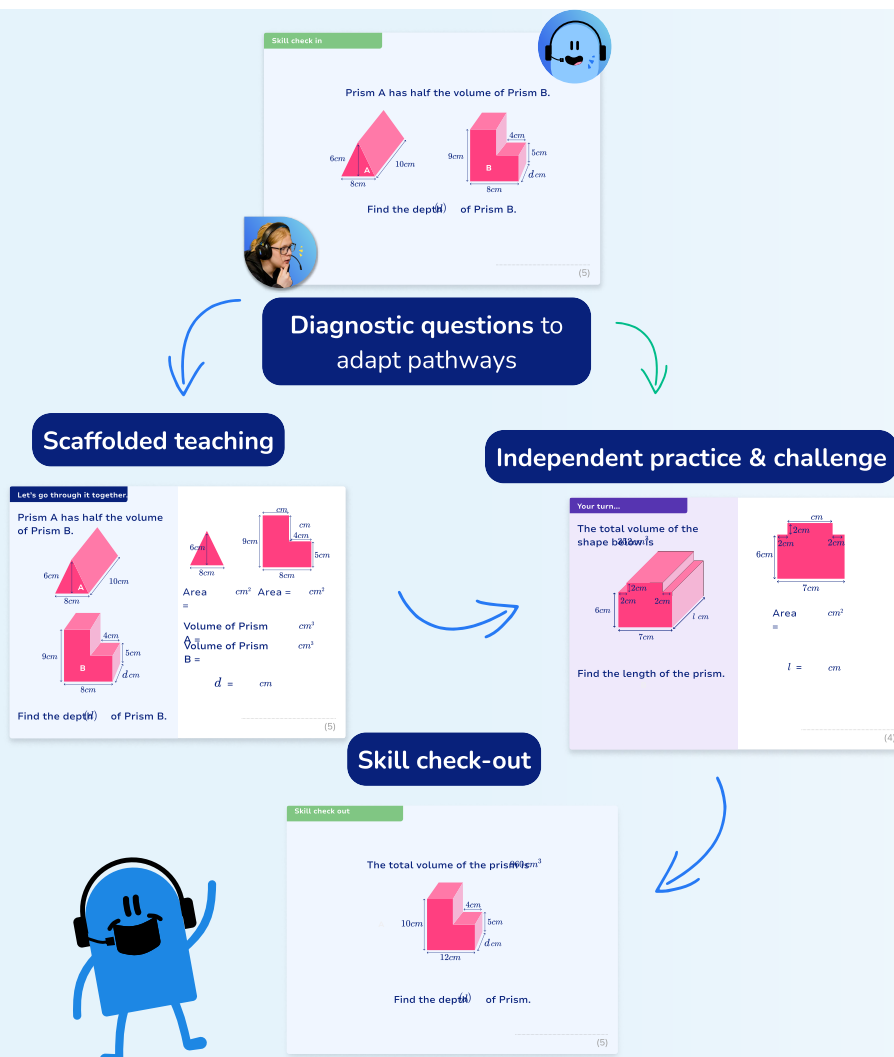 Skill check in
Prism A has half the volume of Prism B.
6cm
A
10cm
8cm
4cm
9cm
5cm
B
d cm
8cm
Find the depth (d) of Prism B.
(5)
Diagnostic questions to
adapt pathways
Scaffolded teaching
Independent practice & challenge
Let's go through it together.
Prism A has half the volume
of Prism B.
6cm
A
10cm
8cm
4cm
9cm
5cm
B
d cm
8cm
Find the depth (d) of Prism B.
6cm
8cm
cm
cm
4cm
9cm
5cm
8cm
Area cm² Area = cm²
=
Volume of Prism cm³
A =
Volume of Prism cm³
B =
d = cm
(5)
Your turn...
The total volume of the
shape below is
2cm
2cm 2cm
6cm
l cm
7cm
Find the length of the prism.
cm
2cm
2cm 2cm
6cm
7cm
Area cm²
=
l = cm
(4)
Skill check-out
Skill check out
The total volume of the prism is 960cm³
4cm
10cm
5cm
d cm
12cm
Find the depth (d) of Prism.
(5)